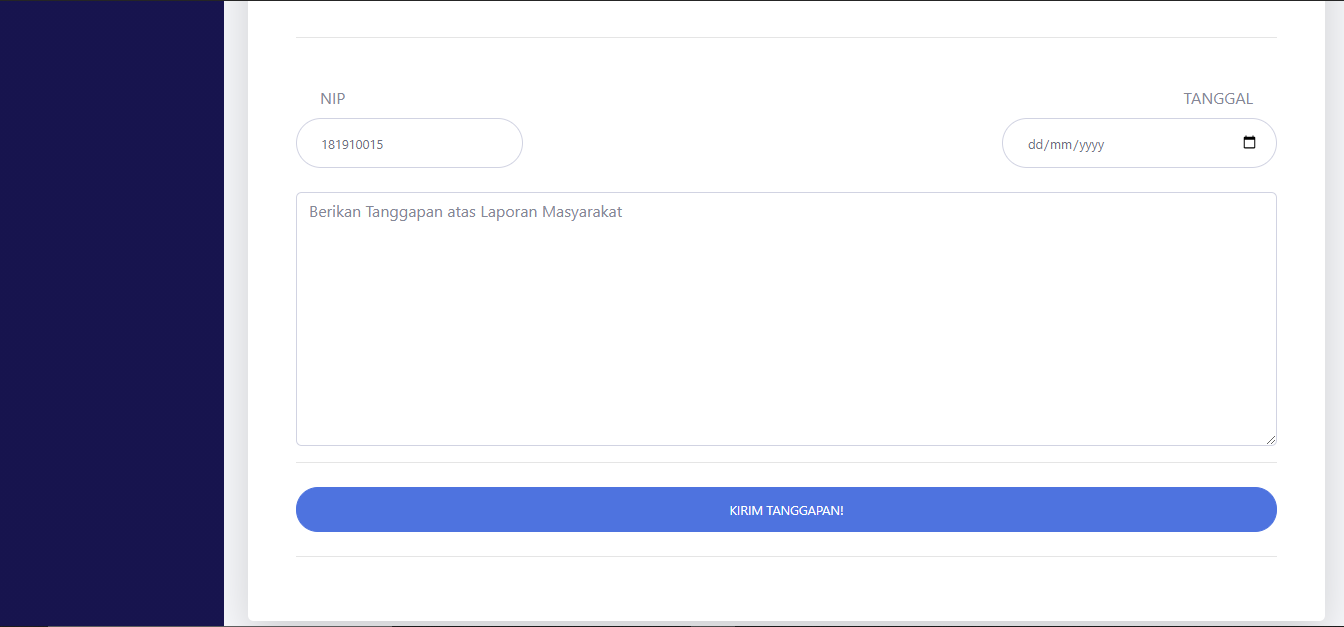 NIP
TANGGAL
181910015
dd/mm/yyyy
Berikan Tanggapan atas Laporan Masyarakat
KIRIM TANGGAPAN!